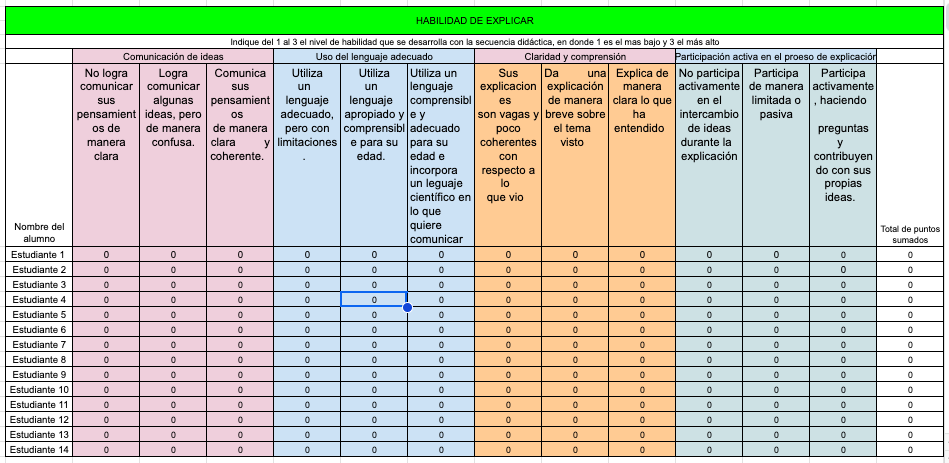 HABILIDAD DE EXPLICAR
Indique del 1 al 3 el nivel de habilidad que se desarrolla con la secuencia didáctica, en donde 1 es el mas bajo y 3 el más alto
Comunicación de ideas
Uso del lenguaje adecuado
Claridad y comprensión
Participación activa en el proeso de explicación
Nombre del
alumno
No logra
comunicar
sus
pensamient
os de
manera
clara
Logra
comunicar
algunas
ideas, pero
de manera
confusa.
Comunica
sus
pensamient
os
de manera
clara y
coherente.
Utiliza
un
lenguaje
adecuado,
pero con
limitaciones
.
Utiliza
un
lenguaje
apropiado y
comprensibl
e para su
edad.
Utiliza un
lenguaje
comprensibl
e y
adecuado
para su
edad e
incorpora
un leguaje
científico en
lo que
quiere
comunicar
Sus
explicacion
es
son vagas y
poco
coherentes
con
respecto a
lo
que vio
Da una
explicación
de manera
breve sobre
el tema
visto
Explica de
manera
clara lo que
ha
entendido
No participa
activamente
en el
intercambio
de ideas
durante la
explicación
Participa
de manera
limitada o
pasiva
Participa
activamente
, haciendo
preguntas
y
contribuyen
do con sus
propias
ideas.
Total de puntos
sumados
Estudiante 1 0 0 0 0 0 0 0 0 0 0 0 0 0
Estudiante 2 0 0 0 0 0 0 0 0 0 0 0 0 0
Estudiante 3 0 0 0 0 0 0 0 0 0 0 0 0 0
Estudiante 4 0 0 0 0 0 0 0 0 0 0 0 0 0
Estudiante 5 0 0 0 0 0 0 0 0 0 0 0 0 0
Estudiante 6 0 0 0 0 0 0 0 0 0 0 0 0 0
Estudiante 7 0 0 0 0 0 0 0 0 0 0 0 0 0
Estudiante 8 0 0 0 0 0 0 0 0 0 0 0 0 0
Estudiante 9 0 0 0 0 0 0 0 0 0 0 0 0 0
Estudiante 10 0 0 0 0 0 0 0 0 0 0 0 0 0
Estudiante 11 0 0 0 0 0 0 0 0 0 0 0 0 0
Estudiante 12 0 0 0 0 0 0 0 0 0 0 0 0 0
Estudiante 13 0 0 0 0 0 0 0 0 0 0 0 0 0
Estudiante 14 0 0 0 0 0 0 0 0 0 0 0 0 0